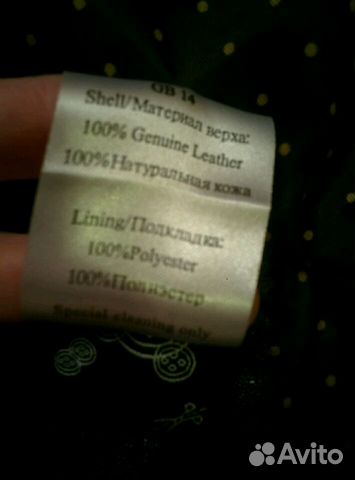 GB 14
Shell/Материал верха:
100% Genuine Leather
100%Натуральная кожа
Lining/Подкладка:
100%Polyester
100%Полиэстер
Special cleaning only
Avito